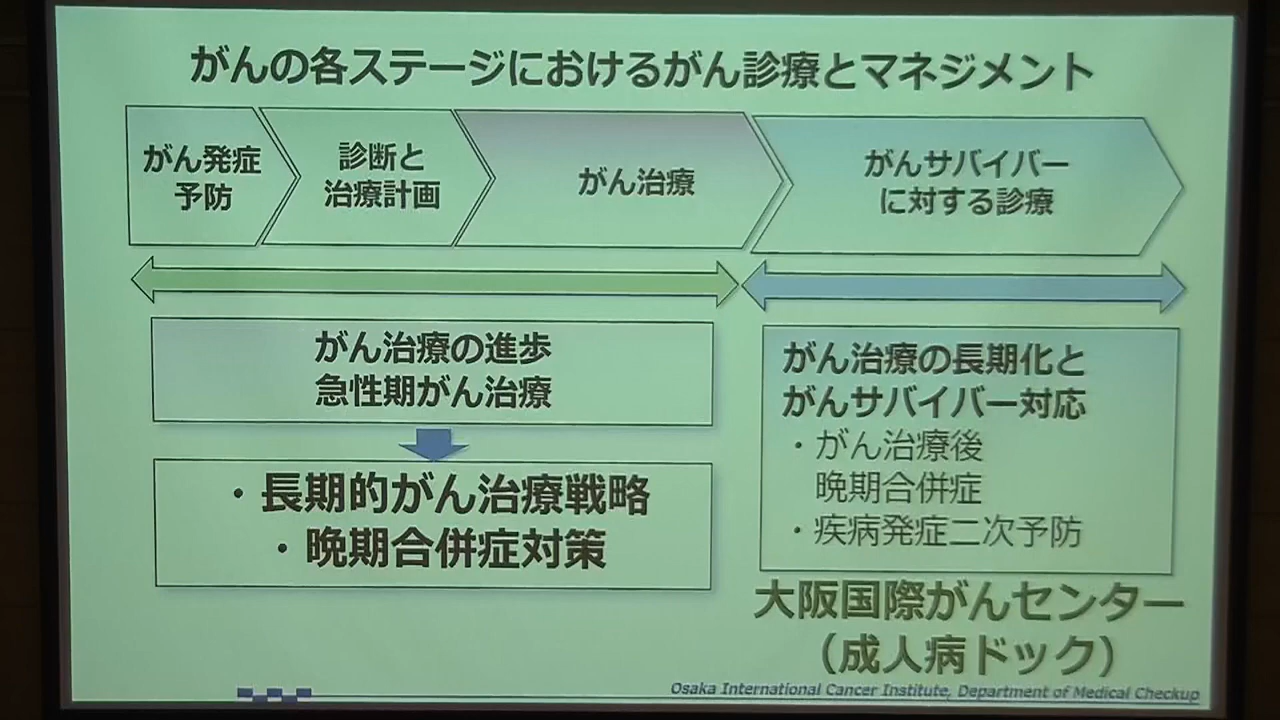 がんの各ステージにおけるがん診療とマネジメント
がん発症
予防
診断と
治療計画
がん治療
がんサバイバー
に対する診療
がん治療の進歩
急性期がん治療
・長期的がん治療戦略
・晩期合併症対策
がん治療の長期化と
がんサバイバー対応
・がん治療後
晩期合併症
・疾病発症二次予防
大阪国際がんセンター
（成人病ドック）
Osaka International Cancer Institute, Department of Medical Checkup